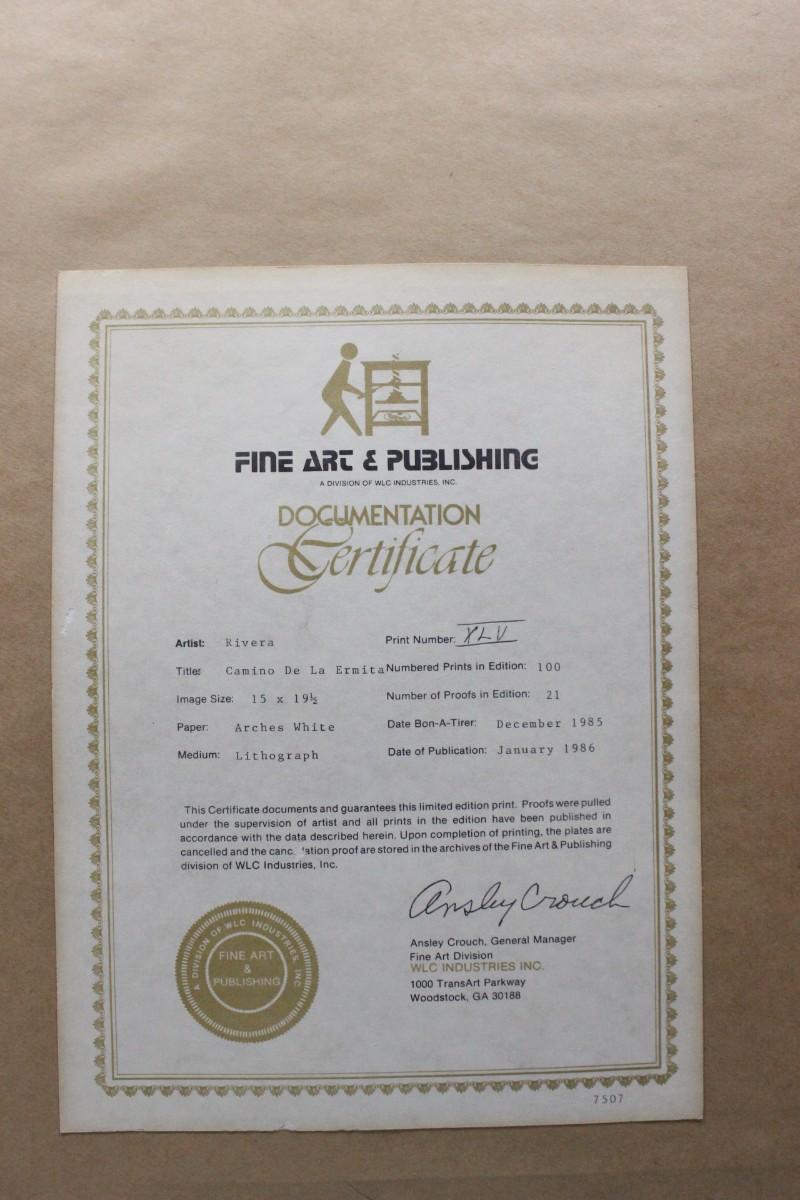 FINE ART & PUBLISHING
A DIVISION OF WLC INDUSTRIES, INC.
DOCUMENTATION
Certificate
Artist: Rivera
Print Number: XLV
Title: Camino De La Ermita
Numbered Prints in Edition: 100
Image Size: 15 x 19½
Number of Proofs in Edition: 21
Paper: Arches White
Date Bon-A-Tirer: December 1985
Medium: Lithograph
Date of Publication: January 1986
This Certificate documents and guarantees this limited edition print. Proofs were pulled
under the supervision of artist and all prints in the edition have been published in
accordance with the data described herein. Upon completion of printing, the plates are
cancelled and the canc lation proof are stored in the archives of the Fine Art & Publishing
division of WLC Industries, Inc.
Ansley Crouch
Ansley Crouch, General Manager
Fine Art Division
WLC INDUSTRIES INC.
1000 TransArt Parkway
Woodstock, GA 30188
A DIVISION OF WLC INDUSTRIES, INC
FINE ART
&
PUBLISHING
7507